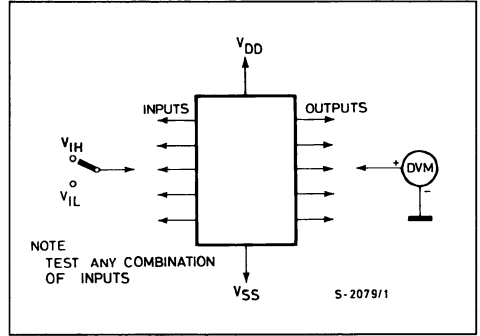 VDD
INPUTS
OUTPUTS
VIH
VIL
+
DVM
-
NOTE
TEST ANY COMBINATION
OF INPUTS
VSS
S-2079/1